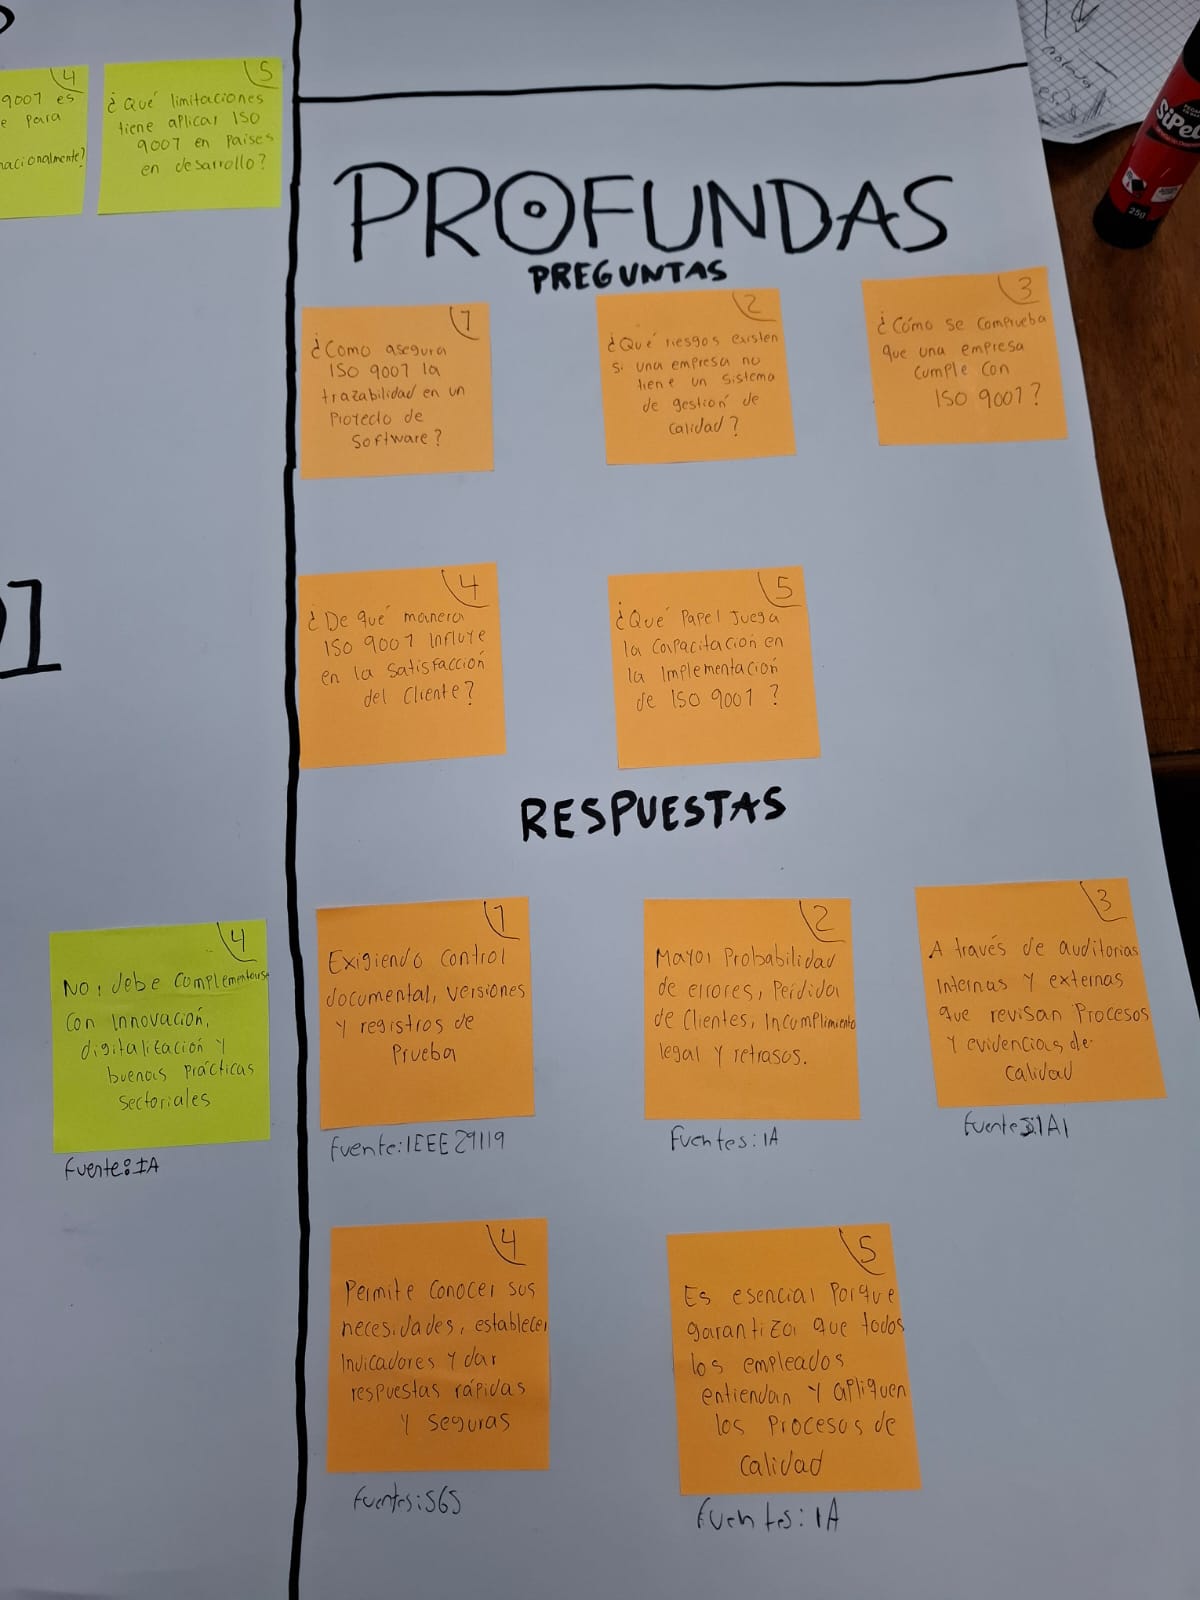 4
9001 es
e para
nacionalmente?
5
¿Qué limitaciones
tiene aplicar ISO
9001 en Paises
en desarrollo?
PROFUNDAS
PREGUNTAS
1
¿Como asegura
ISO 9001 la
trazabilidad en un
Proyecto de
Software?
2
¿Qué riesgos existen
si una empresa no
tiene un sistema
de gestión de
calidad?
3
¿Cómo se comprueba
que una empresa
cumple con
ISO 9001?
4
¿De qué manera
ISO 9001 Influye
en la satisfacción
del Cliente?
5
¿Qué Papel Juega
la Capacitación en
la Implementación
de ISO 9001?
RESPUESTAS
4
No, debe Complementarse
con innovación,
digitalización y
buenas prácticas
sectoriales
Fuente: IA
1
Exigiendo control
documental, versiones
y registros de
Prueba
Fuente: IEEE 29119
2
Mayor Probabilidad
de errores, Perdida
de Clientes, Incumplimiento
legal y retrasos.
Fuentes: IA
3
A través de auditorias
Internas y externas
que revisan Procesos
y evidencias de
calidad
4
Permite conocer sus
necesidades, establecer
Indicadores y dar
respuestas rápidas
y seguras
Fuentes: SGS
5
Es esencial Porque
garantiza que todos
los empleados
entiendan y apliquen
los Procesos de
calidad
Fuentes: IA
SiPel
25g